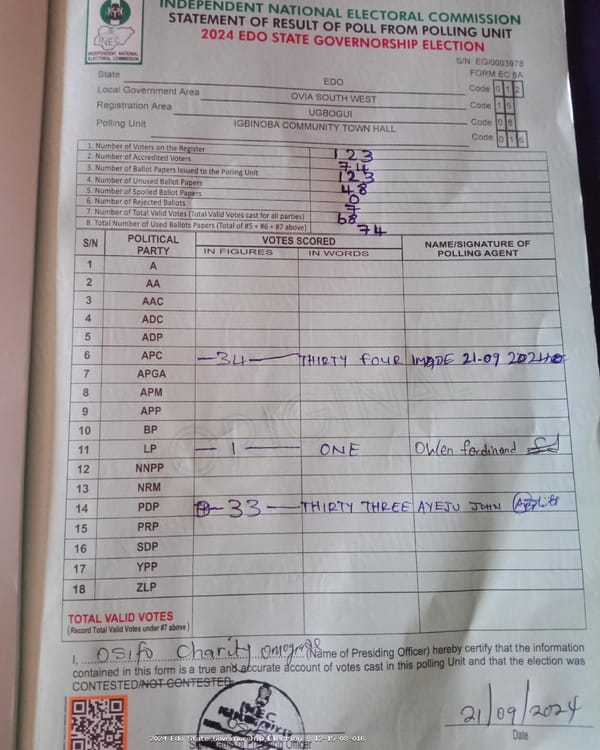 INDEPENDENT NATIONAL ELECTORAL COMMISSION
STATEMENT OF RESULT OF POLL FROM POLLING UNIT
2024 EDO STATE GOVERNORSHIP ELECTION
INEC
INDEPENDENT NATIONAL
ELECTORAL COMMISSION
S/N: EG/0003978
FORM EC 8A
State EDO Code 0 1 2
Local Government Area OVIA SOUTH WEST Code 1 5
Registration Area UGBOGUI Code 0 8
Polling Unit IGBINOBA COMMUNITY TOWN HALL Code 0 1 6
1. Number of Voters on the Register 123
2. Number of Accredited Voters 74
3. Number of Ballot Papers Issued to the Polling Unit 123
4. Number of Unused Ballot Papers 48
5. Number of Spoiled Ballot Papers 0
6. Number of Rejected Ballots 7
7. Number of Total Valid Votes (Total Valid Votes cast for all parties) 68
8. Total Number of Used Ballots Papers (Total of #5 + #6 + #7 above) 74
S/N POLITICAL PARTY VOTES SCORED NAME/SIGNATURE OF POLLING AGENT
IN FIGURES IN WORDS
1 A
2 AA
3 AAC
4 ADC
5 ADP
6 APC -34- THIRTY FOUR IMADE 21-09 2024
7 APGA
8 APM
9 APP
10 BP
11 LP -1- ONE Owen Ferdinand
12 NNPP
13 NRM
14 PDP -33- THIRTY THREE AYEJU JOHN
15 PRP
16 SDP
17 YPP
18 ZLP
TOTAL VALID VOTES
(Record Total Valid Votes under #7 above)
I, Osifo Charity (Name of Presiding Officer) hereby certify that the information
contained in this form is a true and accurate account of votes cast in this polling Unit and that the election was
CONTESTED/NOT CONTESTED.
21/09/2024
Date
2024 Edo State Governorship Election - 12-15-08-016